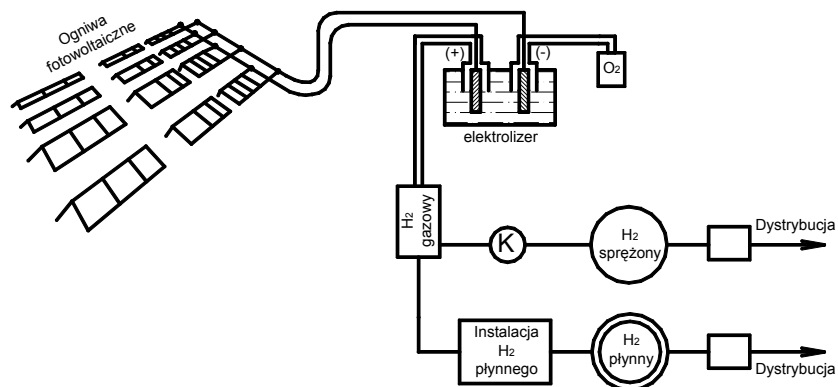 Ogniwa
fotowoltaiczne
(+)
(-)
O2
elektrolizer
H2
gazowy
K
H2
sprężony
Dystrybucja
Instalacja
H2
płynnego
H2
płynny
Dystrybucja